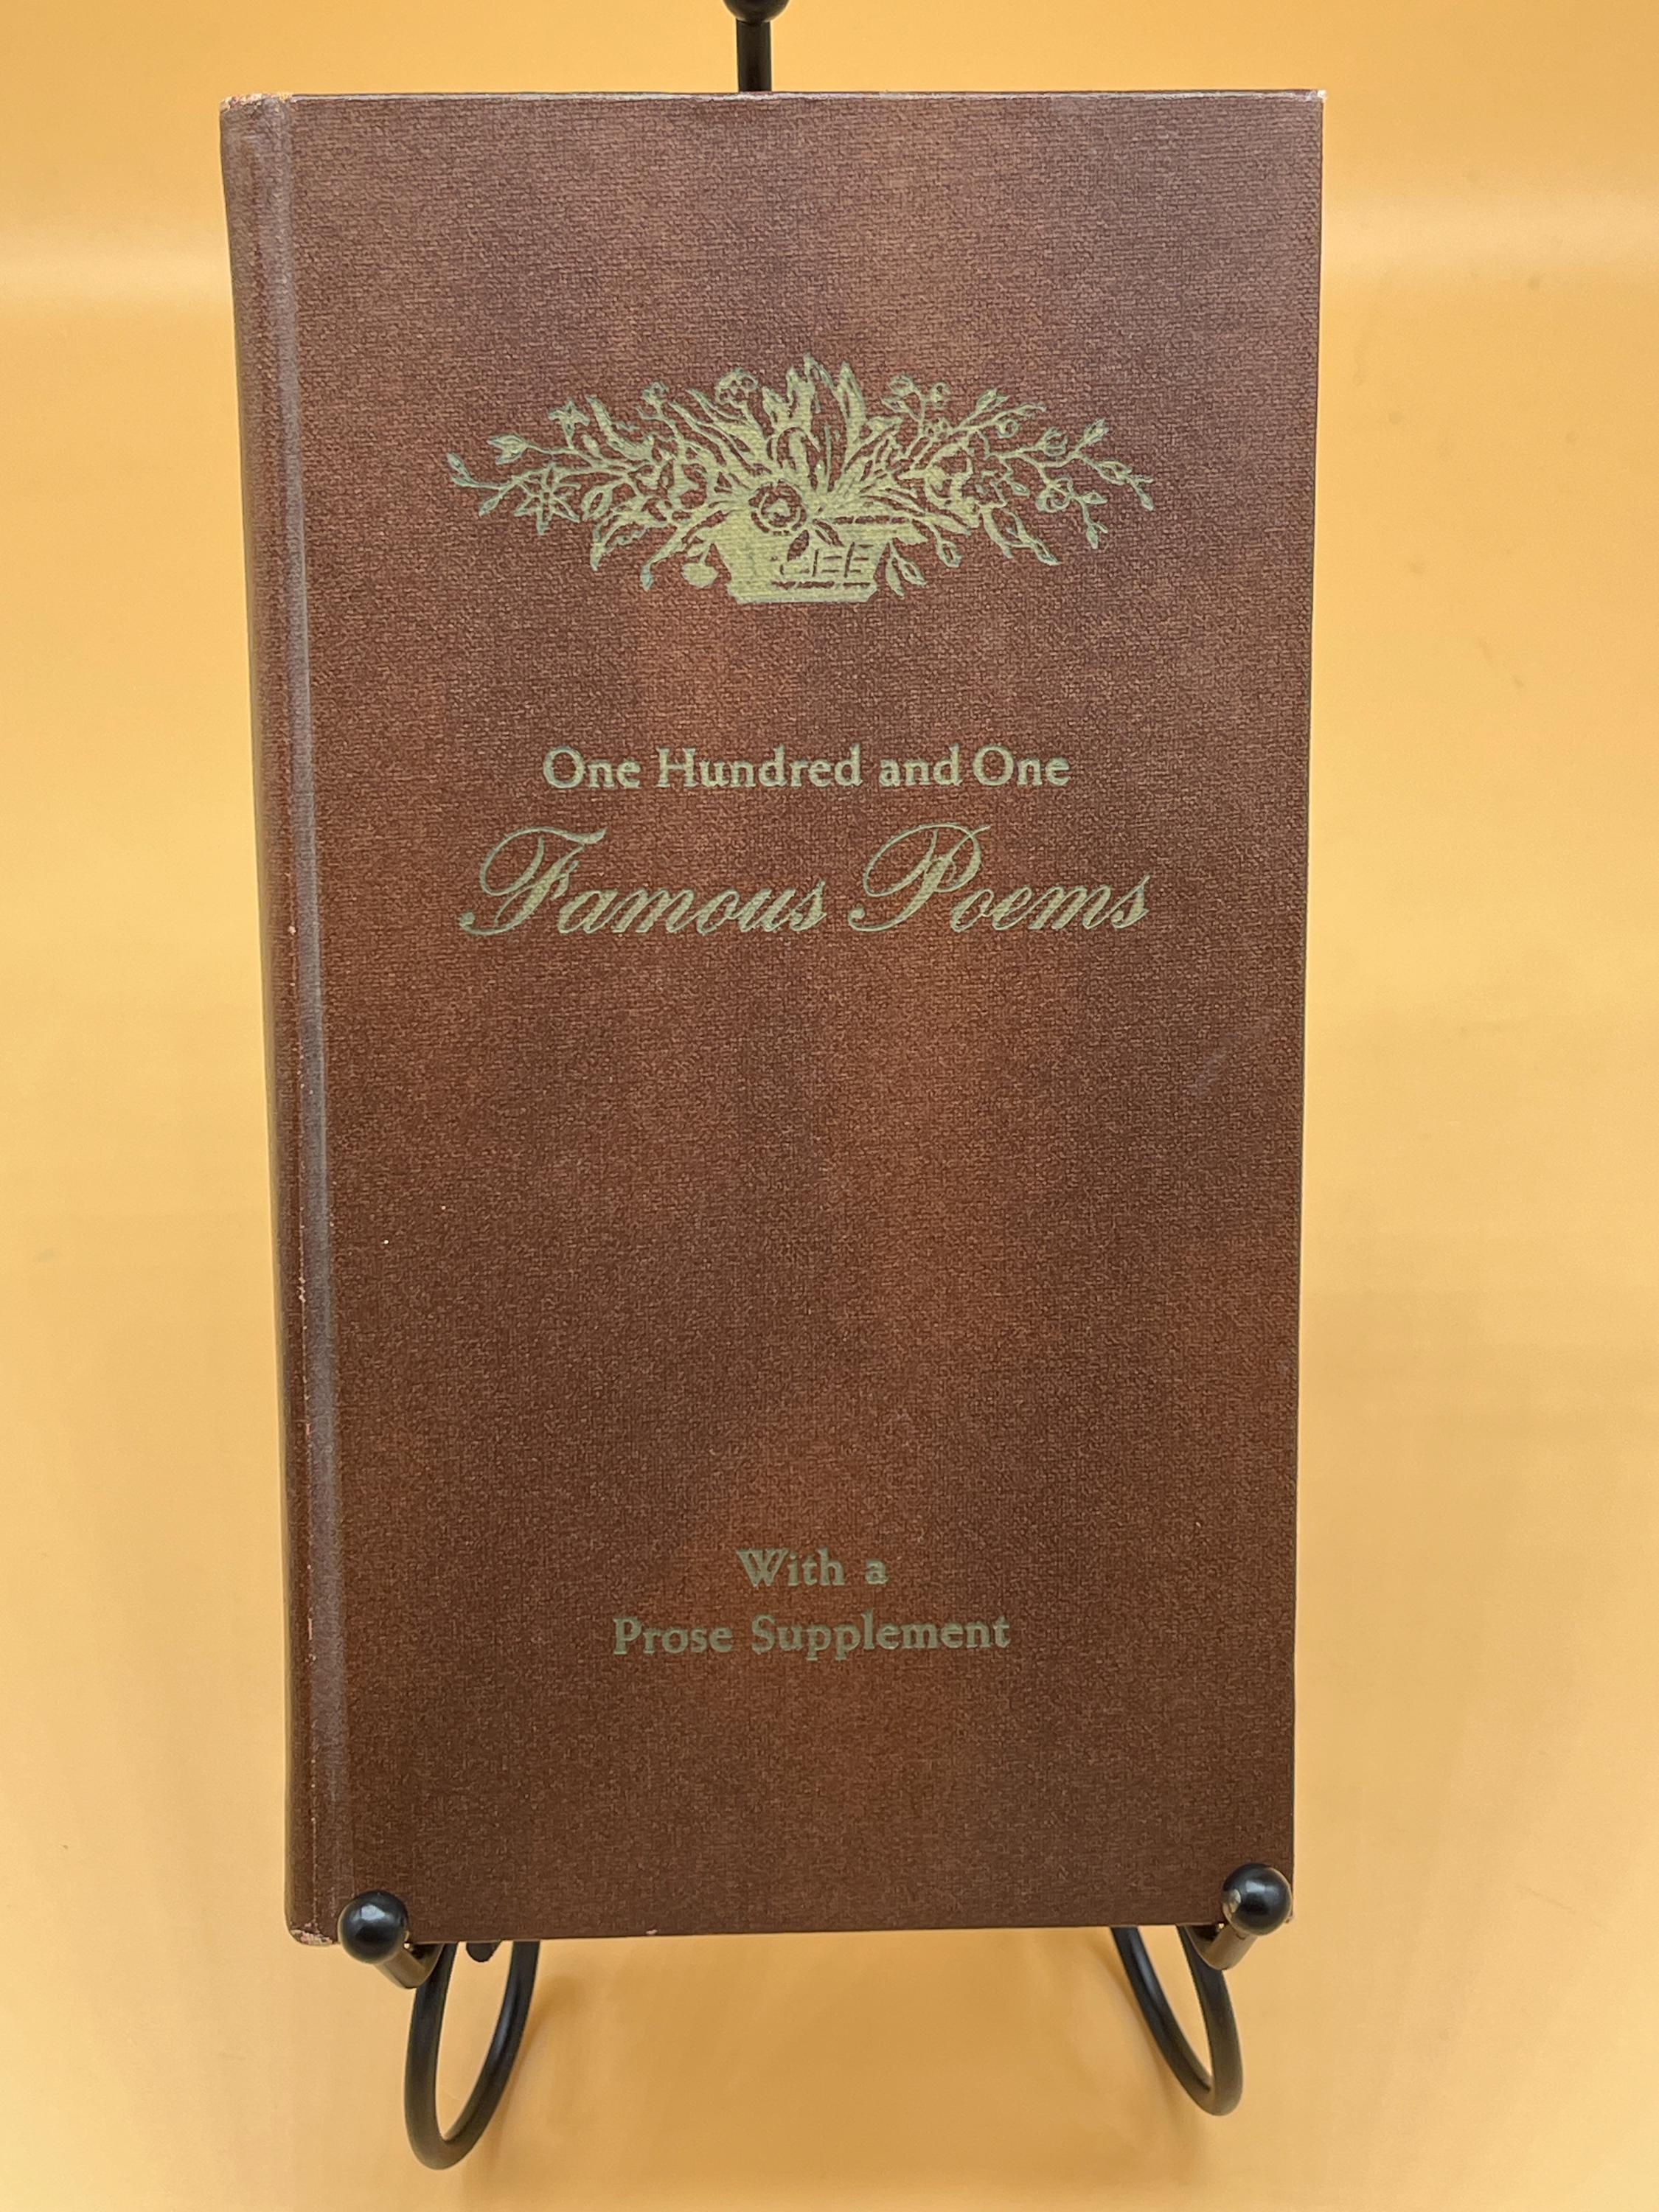 One Hundred and One
Famous Poems
With a
Prose Supplement